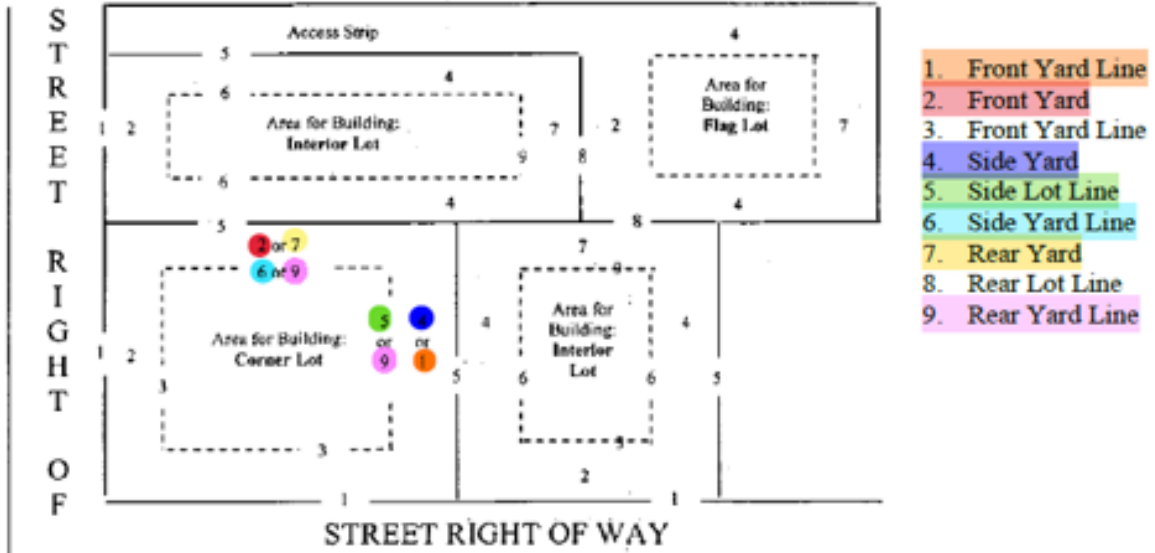 STREET RIGHT OF
Access Strip
5
4
4
6
Area for Building:
Interior Lot
Area for
Building:
Flag Lot
1 2
7
2
7
9 8
6
4
4
5
8
2 or 7
6 or 9
7
9
5 or 9
4 or 1
Area for Building:
Corner Lot
4
Area for
Building:
Interior
Lot
4
1 2
3
5
6
6
5
3
2
1
1
STREET RIGHT OF WAY
1. Front Yard Line
2. Front Yard
3. Front Yard Line
4. Side Yard
5. Side Lot Line
6. Side Yard Line
7. Rear Yard
8. Rear Lot Line
9. Rear Yard Line